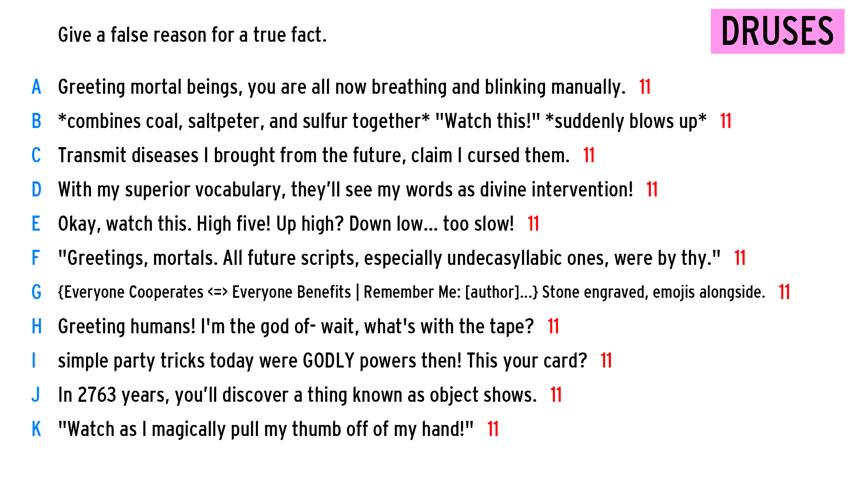 Give a false reason for a true fact.
DRUSES
A Greeting mortal beings, you are all now breathing and blinking manually. 11
B *combines coal, saltpeter, and sulfur together* "Watch this!" *suddenly blows up* 11
C Transmit diseases I brought from the future, claim I cursed them. 11
D With my superior vocabulary, they'll see my words as divine intervention! 11
E Okay, watch this. High five! Up high? Down low... too slow! 11
F "Greetings, mortals. All future scripts, especially undecasyllabic ones, were by thy." 11
G {Everyone Cooperates <=> Everyone Benefits | Remember Me: [author]...} Stone engraved, emojis alongside. 11
H Greeting humans! I'm the god of- wait, what's with the tape? 11
I simple party tricks today were GODLY powers then! This your card? 11
J In 2763 years, you'll discover a thing known as object shows. 11
K "Watch as I magically pull my thumb off of my hand!" 11